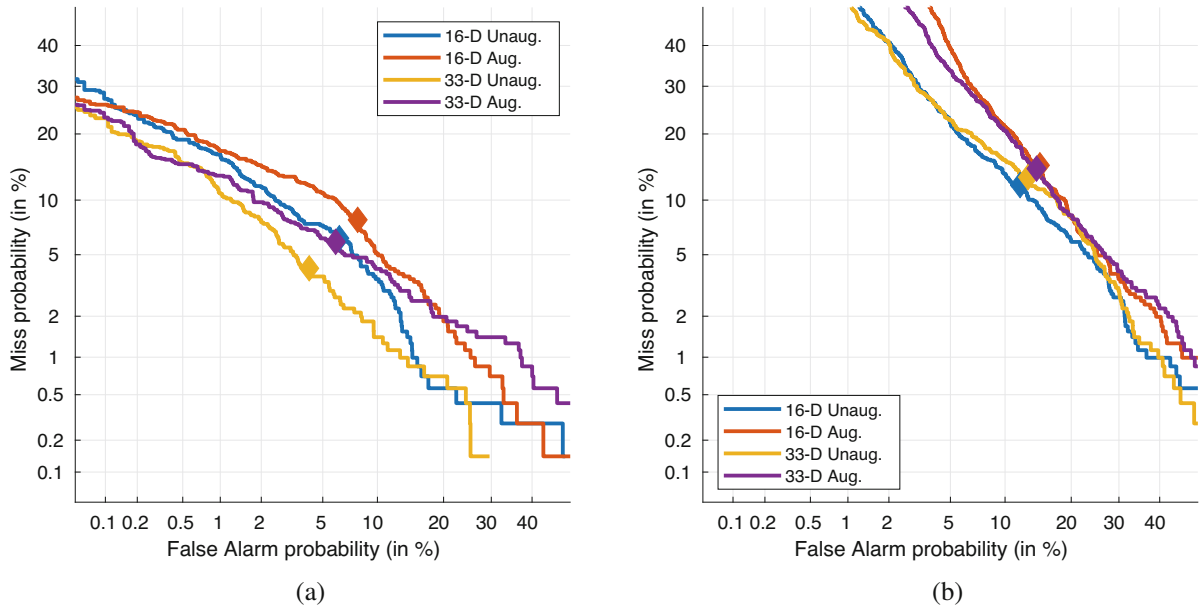 40
30
20
10
5
2
1
0.5
0.2
0.1
Miss probability (in %)
16-D Unaug.
16-D Aug.
33-D Unaug.
33-D Aug.
0.1 0.2 0.5 1 2 5 10 20 30 40
False Alarm probability (in %)
(a)
40
30
20
10
5
2
1
0.5
0.2
0.1
Miss probability (in %)
16-D Unaug.
16-D Aug.
33-D Unaug.
33-D Aug.
0.1 0.2 0.5 1 2 5 10 20 30 40
False Alarm probability (in %)
(b)